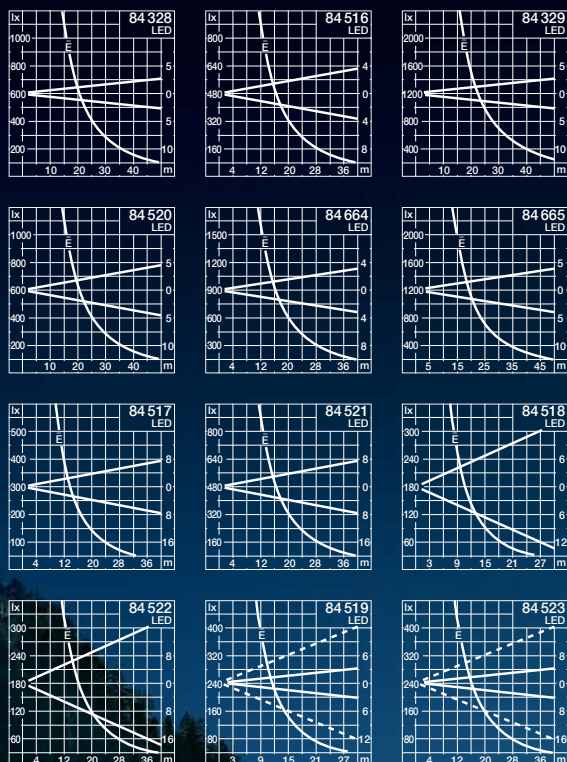 lx 84 328
LED
1000 Ē
800 5
600 0
400 5
200 10
10 20 30 40 m
lx 84 516
LED
800 Ē
640 4
480 0
320 4
160 8
4 12 20 28 36 m
lx 84 329
LED
2000 Ē
1600 5
1200 0
800 5
400 10
10 20 30 40 m
lx 84 520
LED
1000 Ē
800 5
600 0
400 5
200 10
10 20 30 40 m
lx 84 664
LED
1500 Ē
1200 4
900 0
600 4
300 8
4 12 20 28 36 m
lx 84 665
LED
2000 Ē
1600 5
1200 0
800 5
400 10
5 15 25 35 45 m
lx 84 517
LED
500 Ē
400 8
300 0
200 8
100 16
4 12 20 28 36 m
lx 84 521
LED
800 Ē
640 8
480 0
320 8
160 16
4 12 20 28 36 m
lx 84 518
LED
300 Ē
240 6
180 0
120 6
60 12
3 9 15 21 27 m
lx 84 522
LED
300 Ē
240 8
180 0
120 8
60 16
4 12 20 28 36 m
lx 84 519
LED
400 Ē
320 6
240 0
160 6
80 12
3 9 15 21 27 m
lx 84 523
LED
400 Ē
320 8
240 0
160 8
80 16
4 12 20 28 36 m